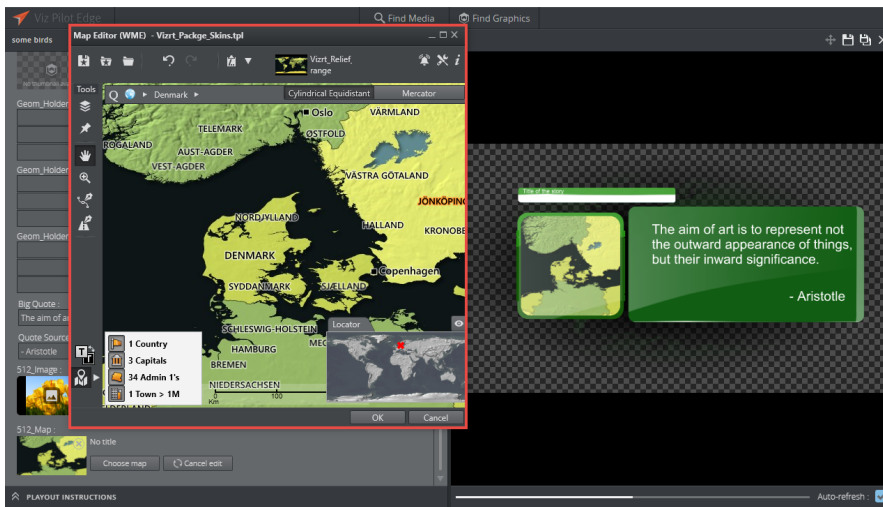 Viz Pilot Edge
Find Media
Find Graphics
some birds
Map Editor (WME) - Vizrt_Packge_Skins.tpl
Vizrt_Relief.
range
Tools
Denmark
Cylindrical Equidistant
Mercator
Geom_Holder
Geom_Holder
Geom_Holder
Oslo
VÄRMLAND
TELEMARK
ØSTFOLD
ROGALAND
AUST-AGDER
VEST-AGDER
VÄSTRA GÖTALAND
JÖNKÖPING
NORDJYLLAND
HALLAND
KRONOBE
DENMARK
Copenhagen
SYDDANMARK
SJÆLLAND
SCHLESWIG-HOLSTEIN
Locator
HAMBURG
MEC
BREMEN
NIEDERSACHSEN
0
100
Km
1 Country
3 Capitals
34 Admin 1's
1 Town > 1M
OK
Cancel
Big Quote :
The aim of a
Quote Source
- Aristotle
512_Image :
512_Map :
No title
Choose map
Cancel edit
PLAYOUT INSTRUCTIONS
Title of the story
The aim of art is to represent not
the outward appearance of things,
but their inward significance.
- Aristotle
Auto-refresh :